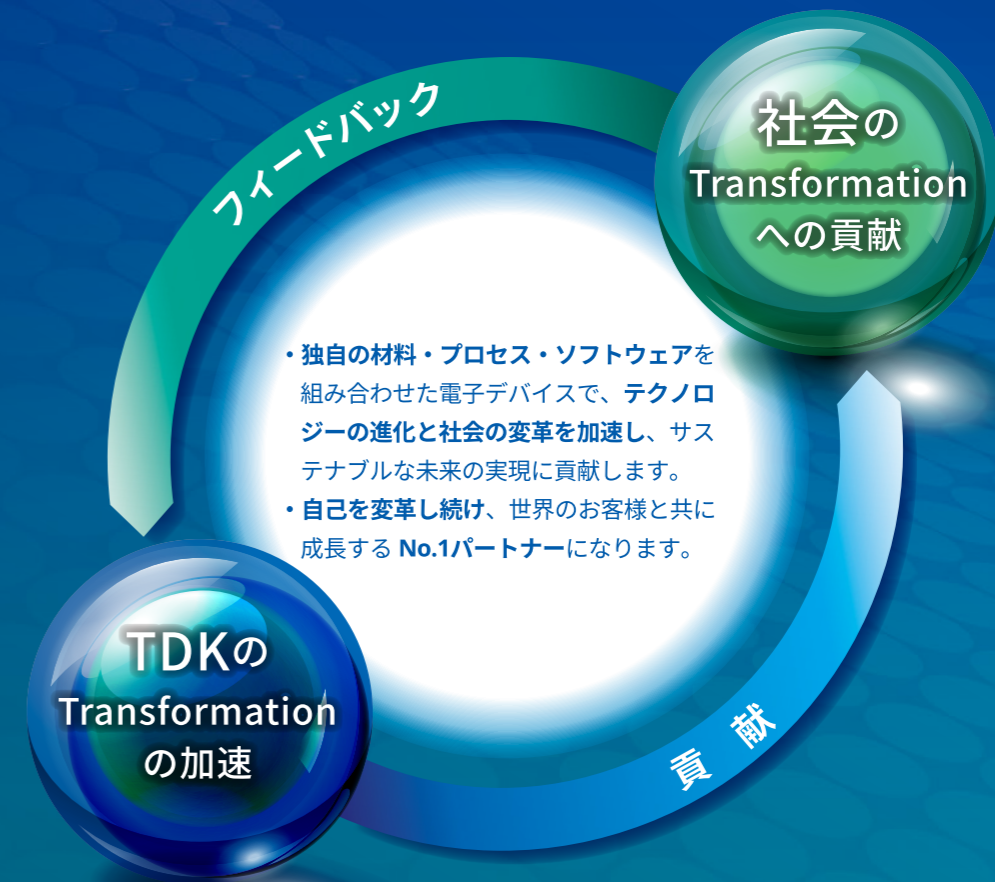 フィードバック
社会の
Transformation
への貢献
・独自の材料・プロセス・ソフトウェアを
組み合わせた電子デバイスで、テクノロ
ジーの進化と社会の変革を加速し、サス
テナブルな未来の実現に貢献します。
・自己を変革し続け、世界のお客様と共に
成長する No.1パートナーになります。
TDKの
Transformation
の加速
貢献